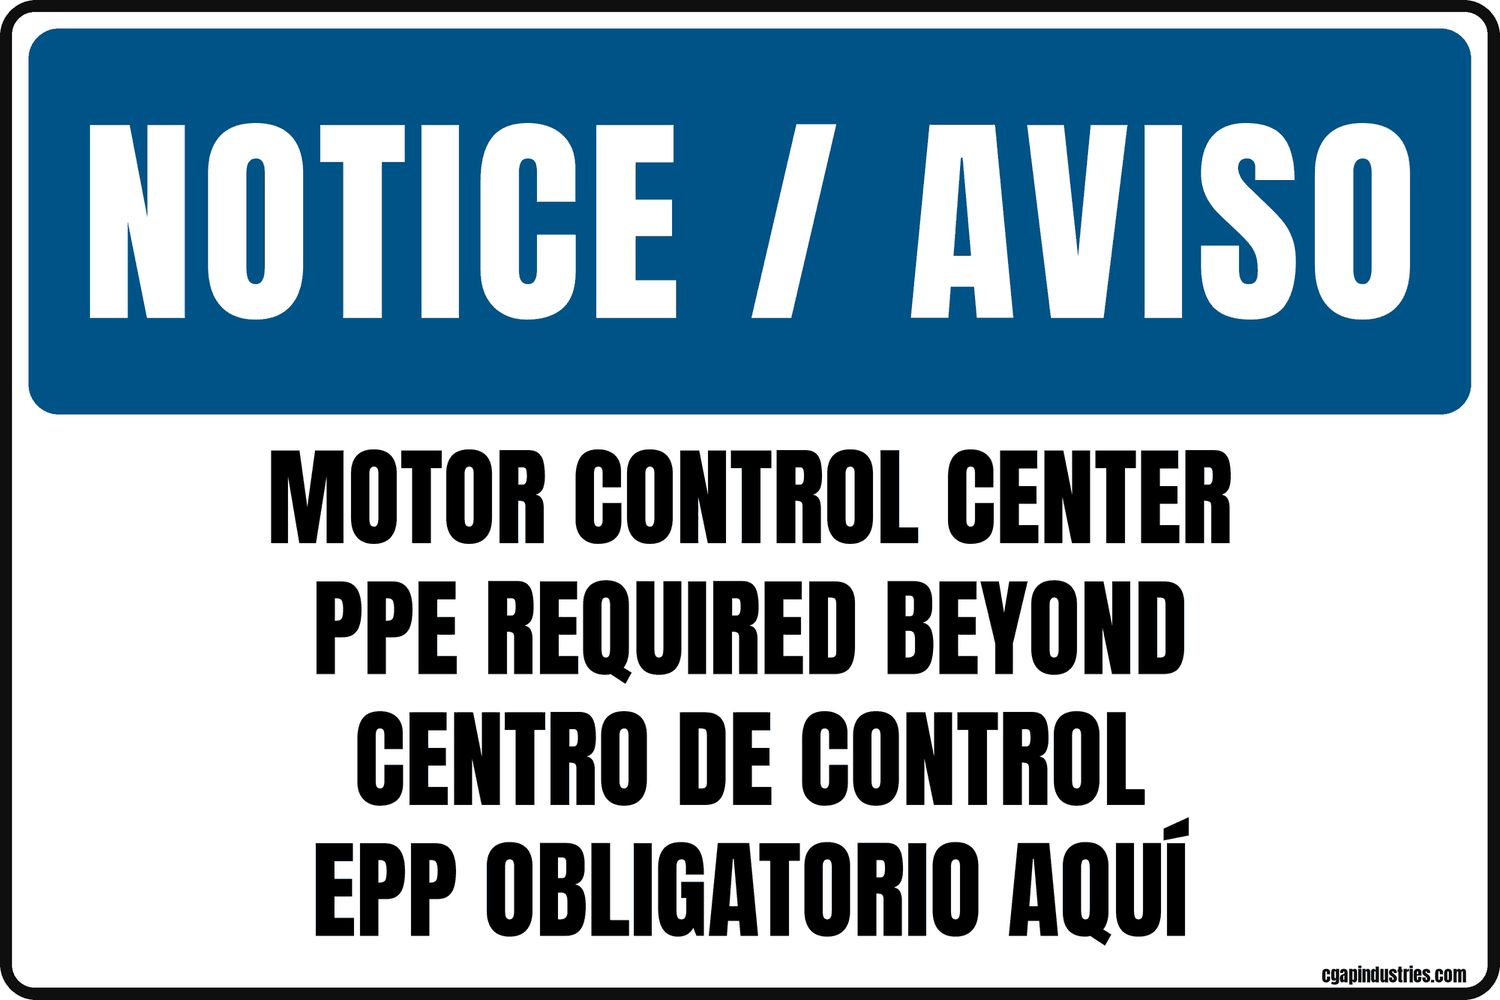 NOTICE / AVISO
MOTOR CONTROL CENTER
PPE REQUIRED BEYOND
CENTRO DE CONTROL
EPP OBLIGATORIO AQUÍ
cgapindustries.com